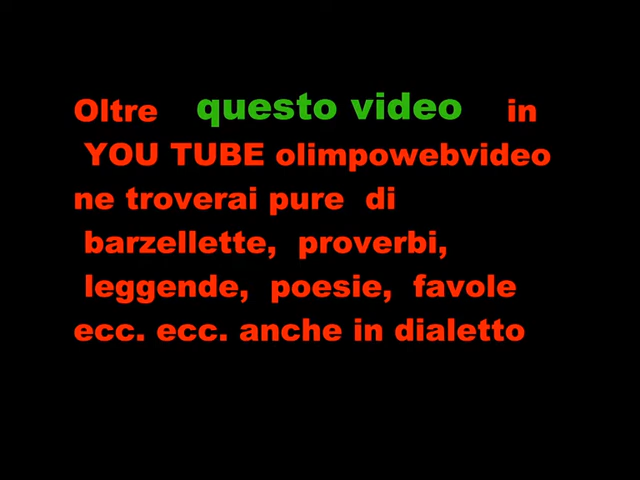 Oltre questo video in
YOU TUBE olimpowebvideo
ne troverai pure di
barzellette, proverbi,
leggende, poesie, favole
ecc. ecc. anche in dialetto